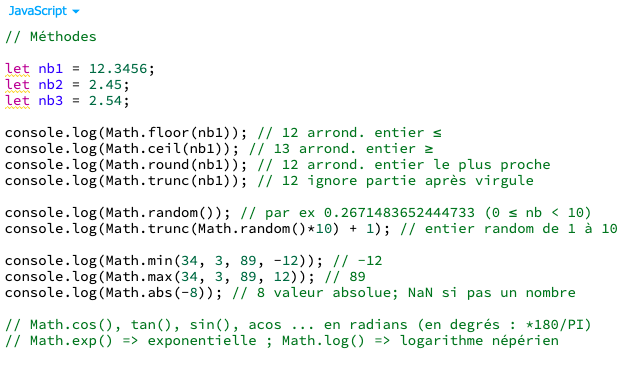 JavaScript
// Méthodes
let nb1 = 12.3456;
let nb2 = 2.45;
let nb3 = 2.54;
console.log(Math.floor(nb1)); // 12 arrond. entier ≤
console.log(Math.ceil(nb1)); // 13 arrond. entier ≥
console.log(Math.round(nb1)); // 12 arrond. entier le plus proche
console.log(Math.trunc(nb1)); // 12 ignore partie après virgule
console.log(Math.random()); // par ex 0.2671483652444733 (0 ≤ nb < 10)
console.log(Math.trunc(Math.random()*10) + 1); // entier random de 1 à 10
console.log(Math.min(34, 3, 89, -12)); // -12
console.log(Math.max(34, 3, 89, 12)); // 89
console.log(Math.abs(-8)); // 8 valeur absolue; NaN si pas un nombre
// Math.cos(), tan(), sin(), acos ... en radians (en degrés : *180/PI)
// Math.exp() => exponentielle ; Math.log() => logarithme népérien